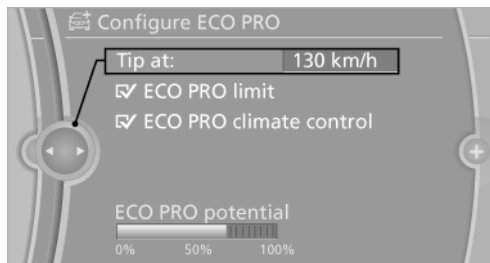 Configure ECO PRO
Tip at: 130 km/h
ECO PRO limit
ECO PRO climate control
ECO PRO potential
0% 50% 100%